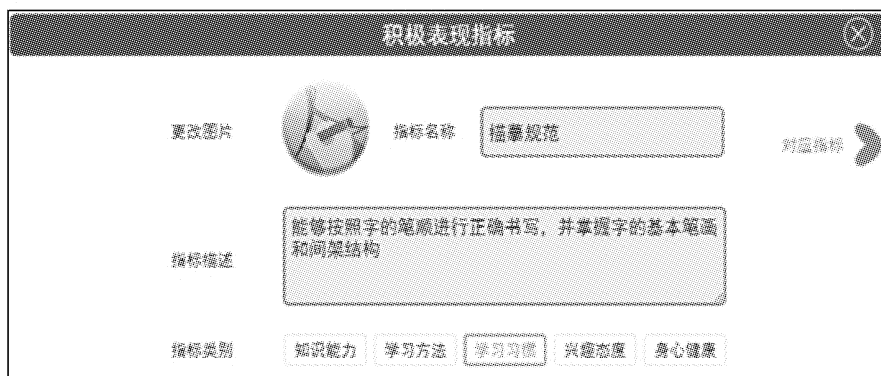 积极表现指标
更改图片
指标名称
描摹规范
对应指标
能够按照字的笔顺进行正确书写，并掌握字的基本笔画
和间架结构
指标描述
指标类别 知识能力 学习方法 学习习惯 兴趣态度 身心健康